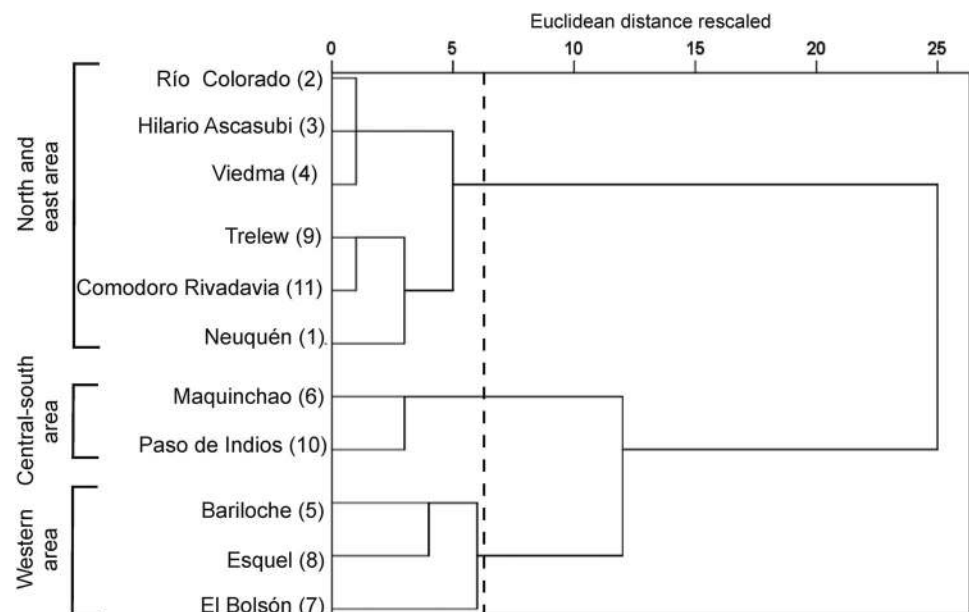 Euclidean distance rescaled
0 5 10 15 20 25
North and
east area
Río Colorado (2)
Hilario Ascasubi (3)
Viedma (4)
Trelew (9)
Comodoro Rivadavia (11)
Neuquén (1)
Central-south
area
Maquinchao (6)
Paso de Indios (10)
Western
area
Bariloche (5)
Esquel (8)
El Bolsón (7)